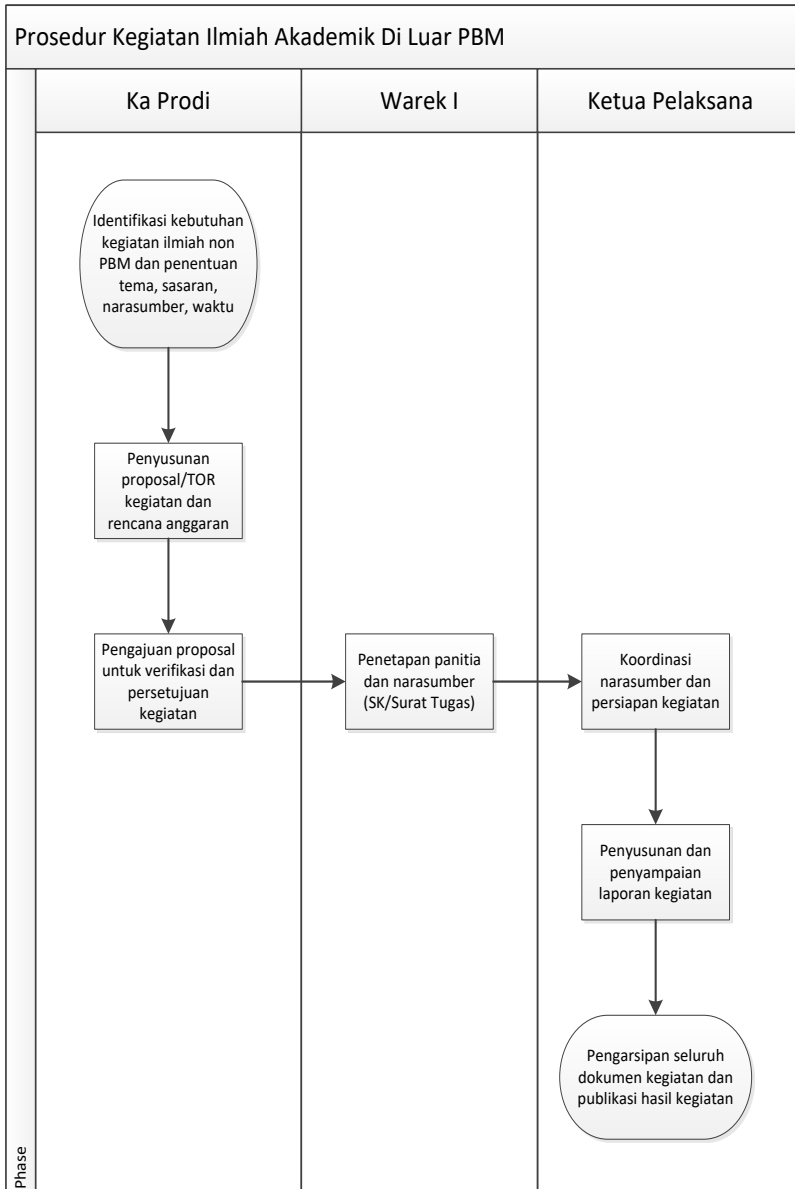 Prosedur Kegiatan Ilmiah Akademik Di Luar PBM
Ka Prodi
Warek I
Ketua Pelaksana
Identifikasi kebutuhan
kegiatan ilmiah non
PBM dan penentuan
tema, sasaran,
narasumber, waktu
Penyusunan
proposal/TOR
kegiatan dan
rencana anggaran
Pengajuan proposal
untuk verifikasi dan
persetujuan
kegiatan
Penetapan panitia
dan narasumber
(SK/Surat Tugas)
Koordinasi
narasumber dan
persiapan kegiatan
Penyusunan dan
penyampaian
laporan kegiatan
Pengarsipan seluruh
dokumen kegiatan dan
publikasi hasil kegiatan
Phase